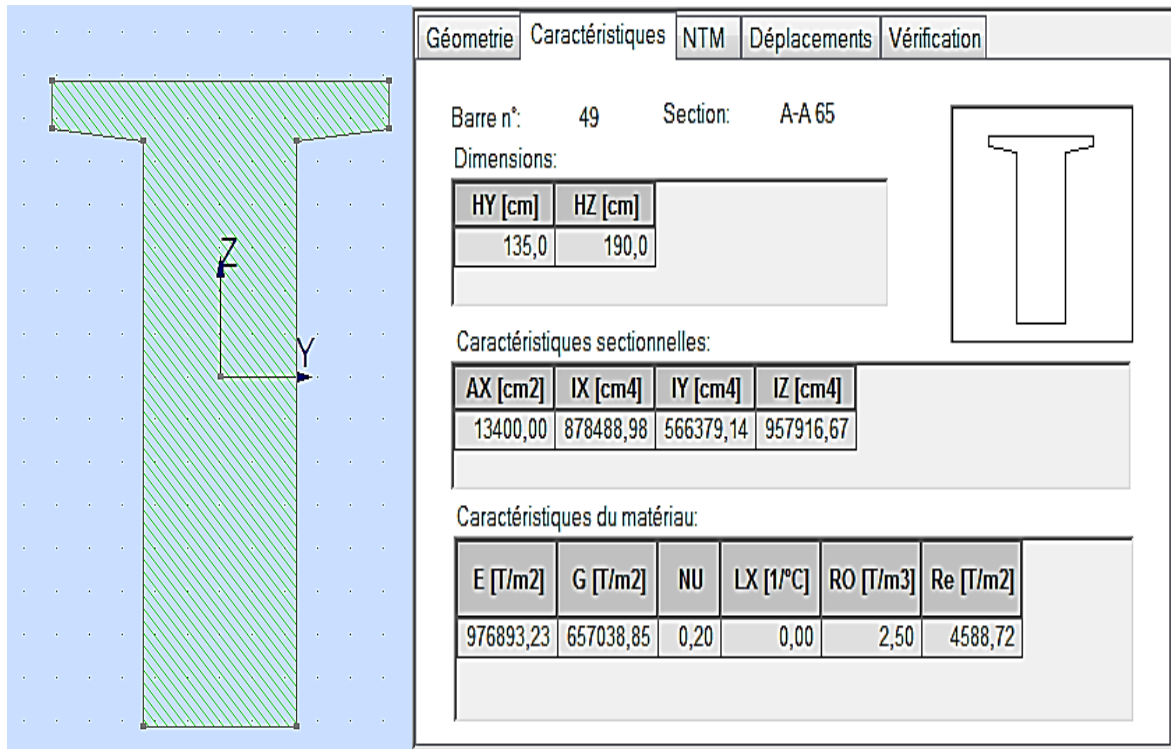 Z
Y
Géometrie Caractéristiques NTM Déplacements Vérification
Barre n°: 49 Section: A-A 65
Dimensions:
HY [cm] HZ [cm]
135,0 190,0
Caractéristiques sectionnelles:
AX [cm2] IX [cm4] IY [cm4] IZ [cm4]
13400,00 878488,98 566379,14 957916,67
Caractéristiques du matériau:
E [T/m2] G [T/m2] NU LX [1/°C] RO [T/m3] Re [T/m2]
976893,23 657038,85 0,20 0,00 2,50 4588,72